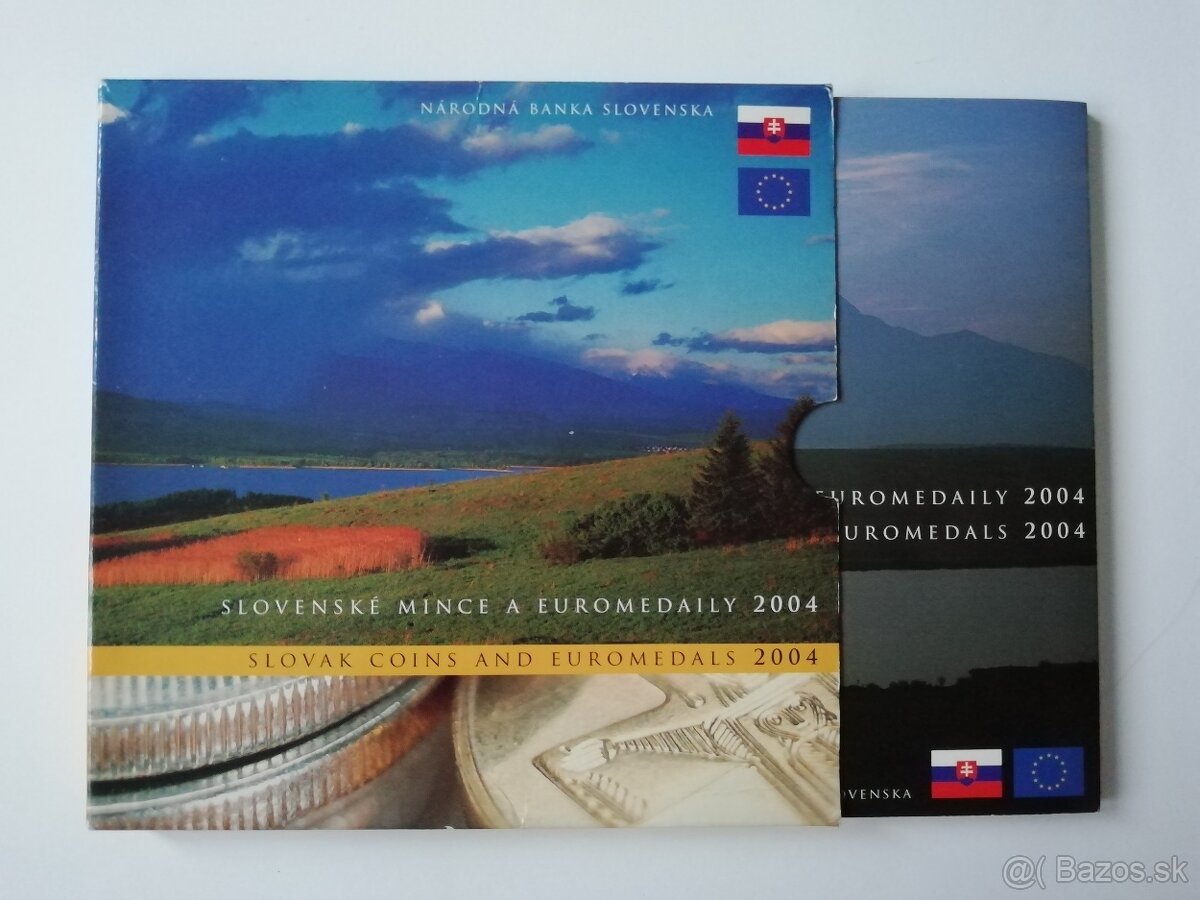 NÁRODNÁ BANKA SLOVENSKA
EUROMEDAILY 2004
EUROMEDALS 2004
SLOVENSKÉ MINCE A EUROMEDAILY 2004
SLOVAK COINS AND EUROMEDALS 2004
OVENSKA
@( Bazos.sk